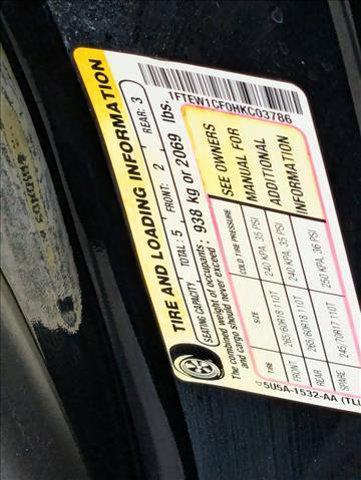 TIRE AND LOADING INFORMATION
SEATING CAPACITY TOTAL: 5 FRONT: 2 REAR: 3
The combined weight of occupants
and cargo should never exceed : 938 kg or 2069 lbs.
1FTEW1CF0HKC03786
TIRE SIZE COLD TIRE PRESSURE
FRONT 265/60R18 110T 240 KPA, 35 PSI
REAR 265/60R18 110T 240 KPA, 35 PSI
SPARE 245/70R17 110T 250 KPA, 36 PSI
SEE OWNERS
MANUAL FOR
ADDITIONAL
INFORMATION
5U5A-1532-AA